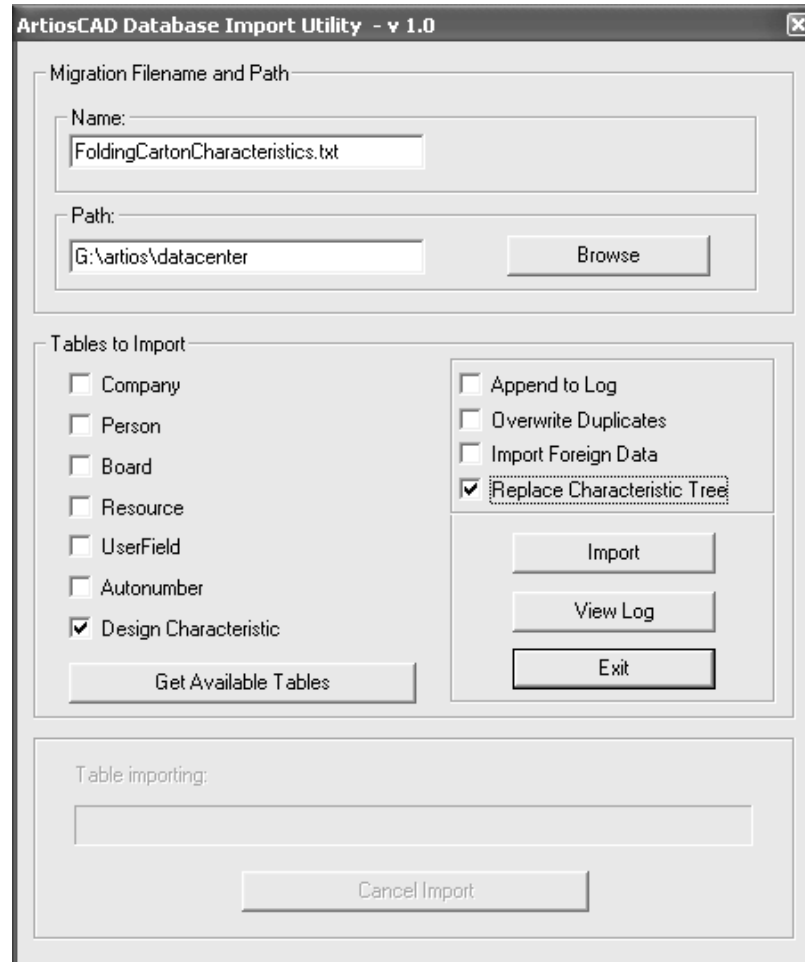 ArtiosCAD Database Import Utility - v 1.0
Migration Filename and Path
Name:
FoldingCartonCharacteristics.txt
Path:
G:\artios\datacenter
Browse
Tables to Import
Company
Person
Board
Resource
UserField
Autonumber
Design Characteristic
Get Available Tables
Append to Log
Overwrite Duplicates
Import Foreign Data
Replace Characteristic Tree
Import
View Log
Exit
Table importing:
Cancel Import